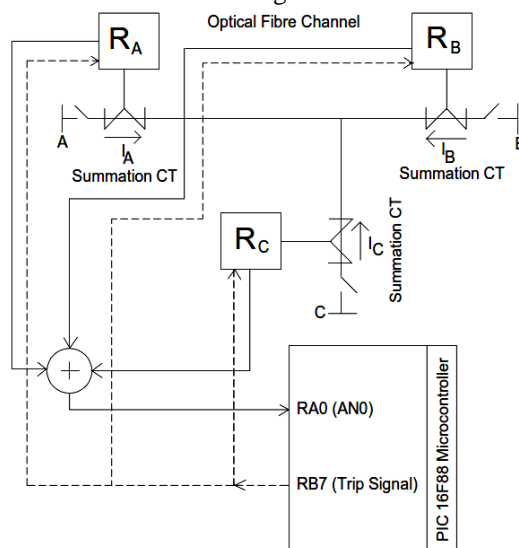 Optical Fibre Channel
RA
RB
A
IA
Summation CT
IB
Summation CT
RC
IC
Summation CT
C
RA0 (AN0)
RB7 (Trip Signal)
PIC 16F88 Microcontroller